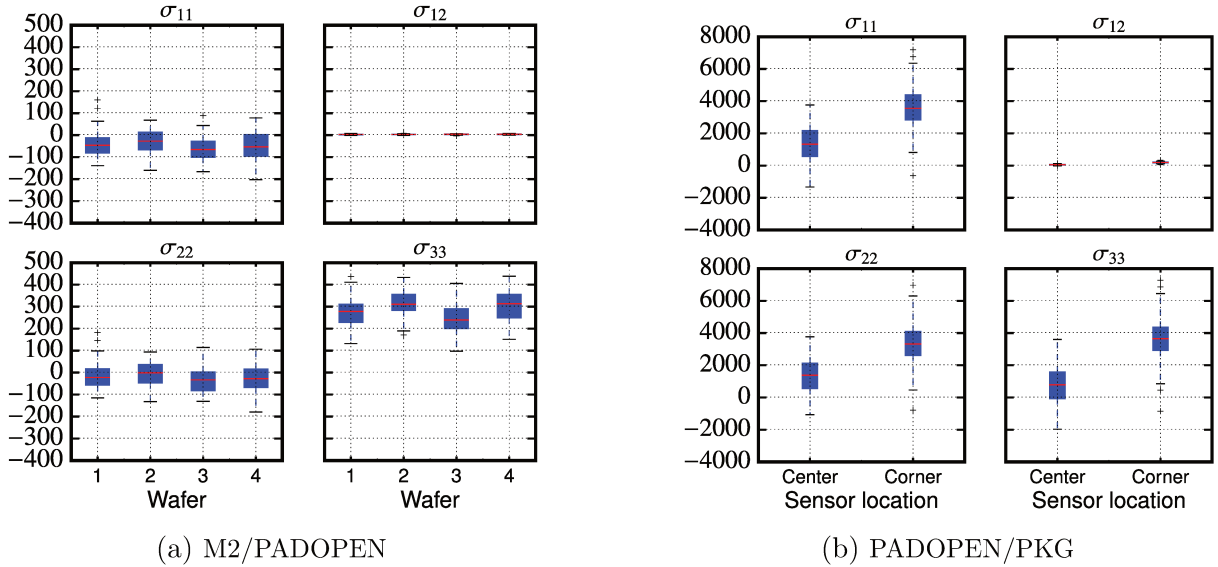 σ11
σ12
500
400
300
200
100
0
−100
−200
−300
−400
σ22
σ33
500
400
300
200
100
0
−100
−200
−300
−400
1 2 3 4
1 2 3 4
Wafer
Wafer
(a) M2/PADOPEN
σ11
σ12
8000
6000
4000
2000
0
−2000
−4000
σ22
σ33
8000
6000
4000
2000
0
−2000
−4000
Center Corner
Center Corner
Sensor location
Sensor location
(b) PADOPEN/PKG